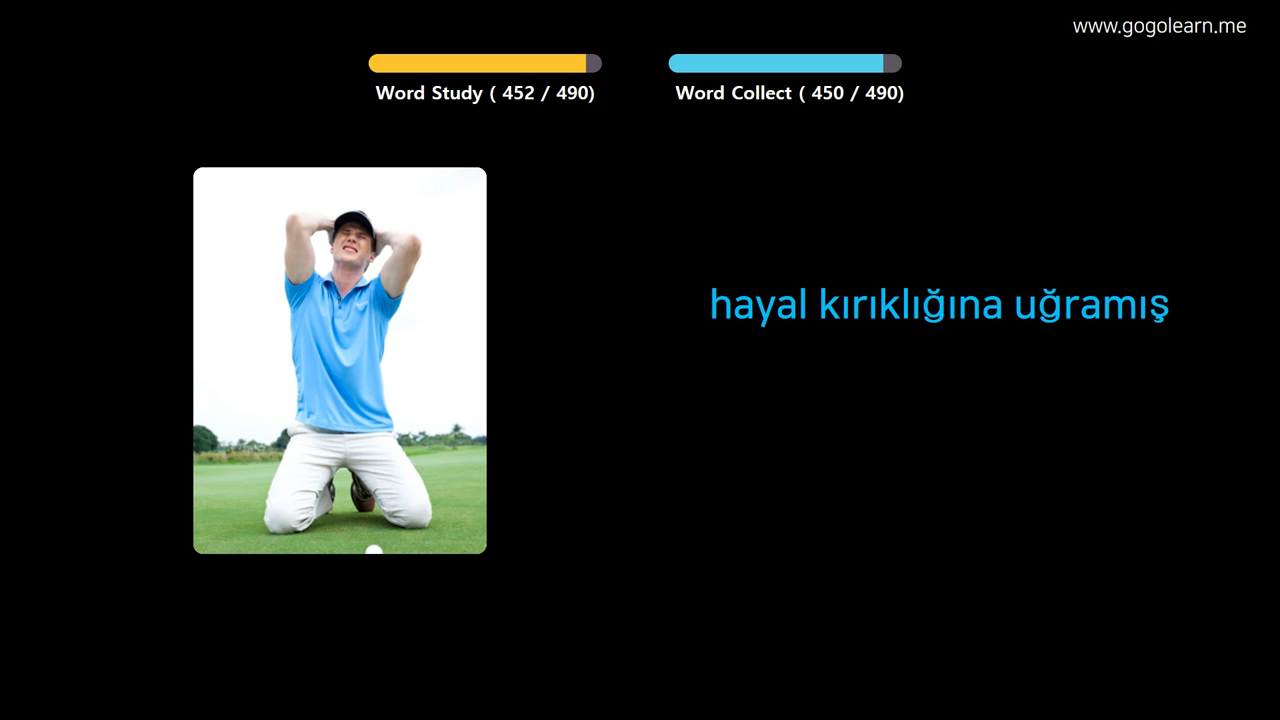 www.gogolearn.me
Word Study ( 452 / 490)
Word Collect ( 450 / 490)
hayal kırıklığına uğramış